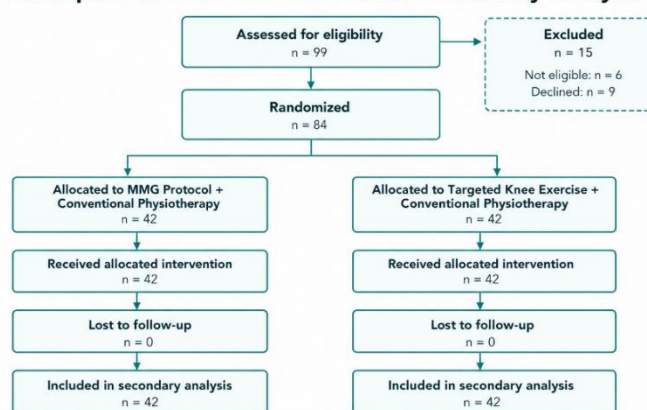 Assessed for eligibility
n = 99
Excluded
n = 15
Not eligible: n = 6
Declined: n = 9
Randomized
n = 84
Allocated to MMG Protocol +
Conventional Physiotherapy
n = 42
Allocated to Targeted Knee Exercise +
Conventional Physiotherapy
n = 42
Received allocated intervention
n = 42
Received allocated intervention
n = 42
Lost to follow-up
n = 0
Lost to follow-up
n = 0
Included in secondary analysis
n = 42
Included in secondary analysis
n = 42